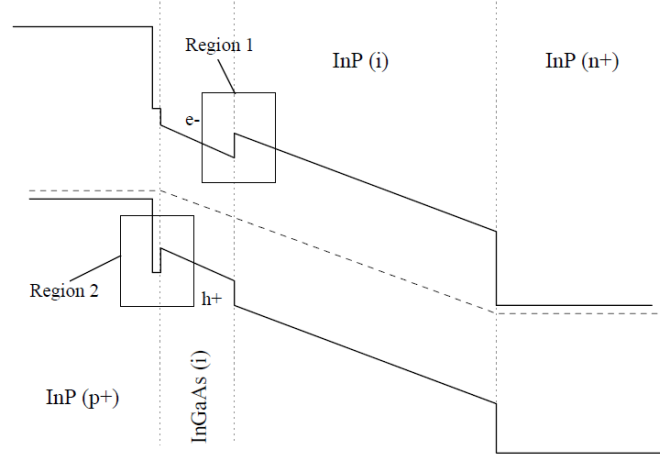 Region 1
InP (i)
InP (n+)
e-
Region 2
h+
InP (p+)
InGaAs (i)